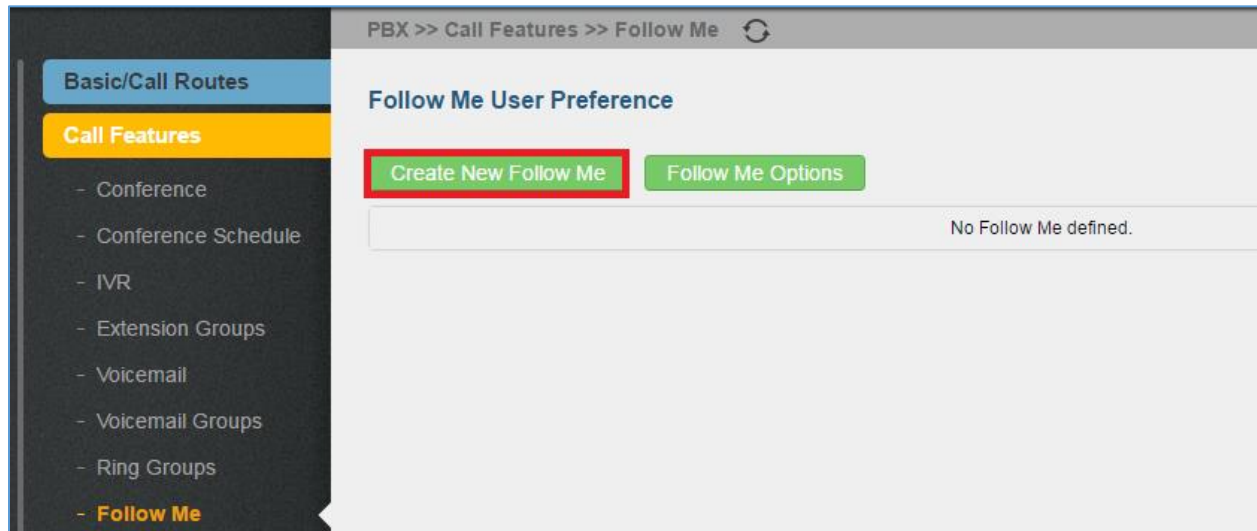 PBX >> Call Features >> Follow Me
Basic/Call Routes
Call Features
- Conference
- Conference Schedule
- IVR
- Extension Groups
- Voicemail
- Voicemail Groups
- Ring Groups
- Follow Me
Follow Me User Preference
Create New Follow Me
Follow Me Options
No Follow Me defined.